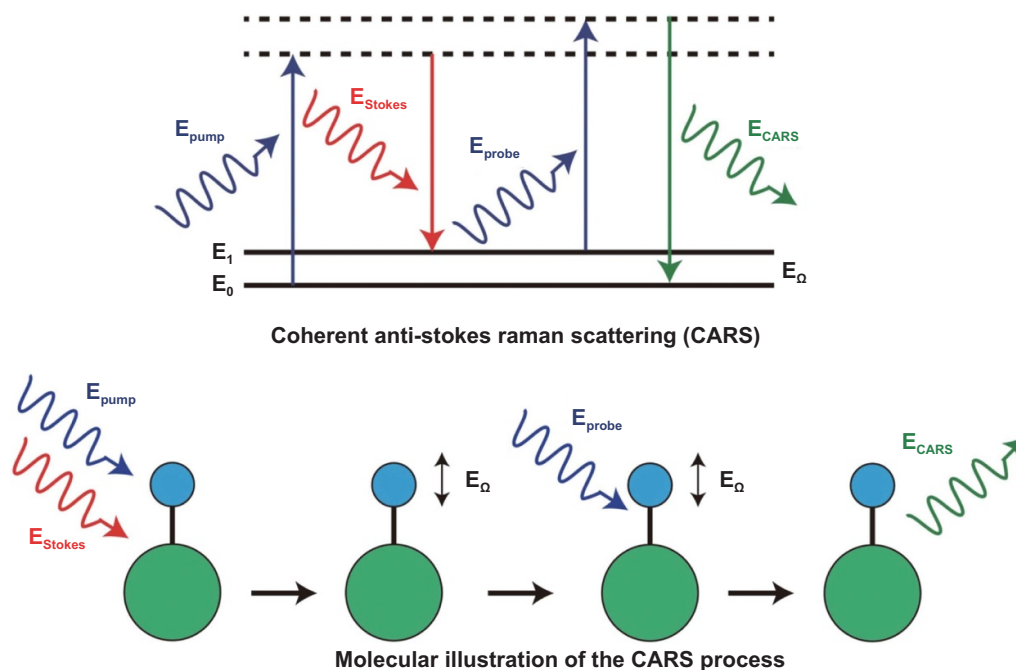 E_Stokes
E_pump
E_probe
E_CARS
E_1
E_0
E_Ω
Coherent anti-stokes raman scattering (CARS)
E_pump
E_Stokes
E_Ω
E_probe
E_Ω
E_CARS
Molecular illustration of the CARS process